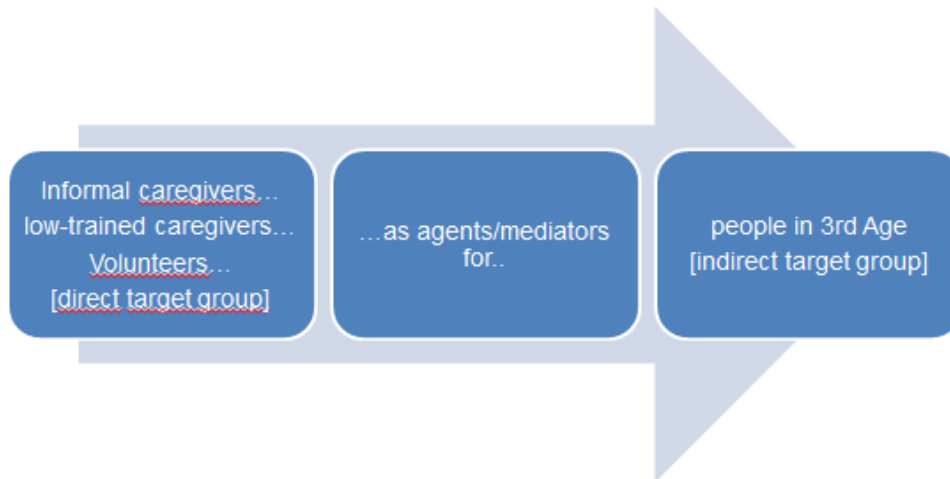 Informal caregivers…
low-trained caregivers…
Volunteers…
[direct target group]
…as agents/mediators
for..
people in 3rd Age
[indirect target group]